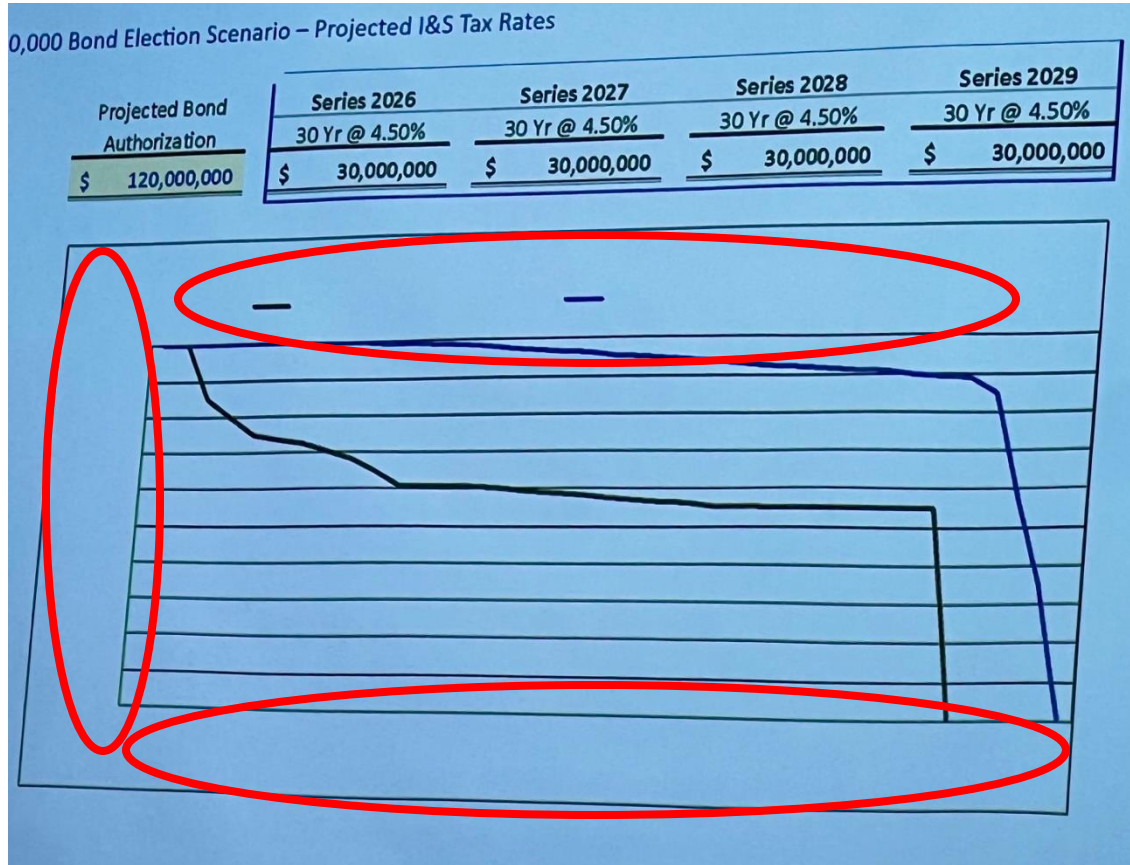 0,000 Bond Election Scenario – Projected I&S Tax Rates
Projected Bond
Authorization
$ 120,000,000
Series 2026 Series 2027 Series 2028 Series 2029
30 Yr @ 4.50% 30 Yr @ 4.50% 30 Yr @ 4.50% 30 Yr @ 4.50%
$ 30,000,000 $ 30,000,000 $ 30,000,000 $ 30,000,000